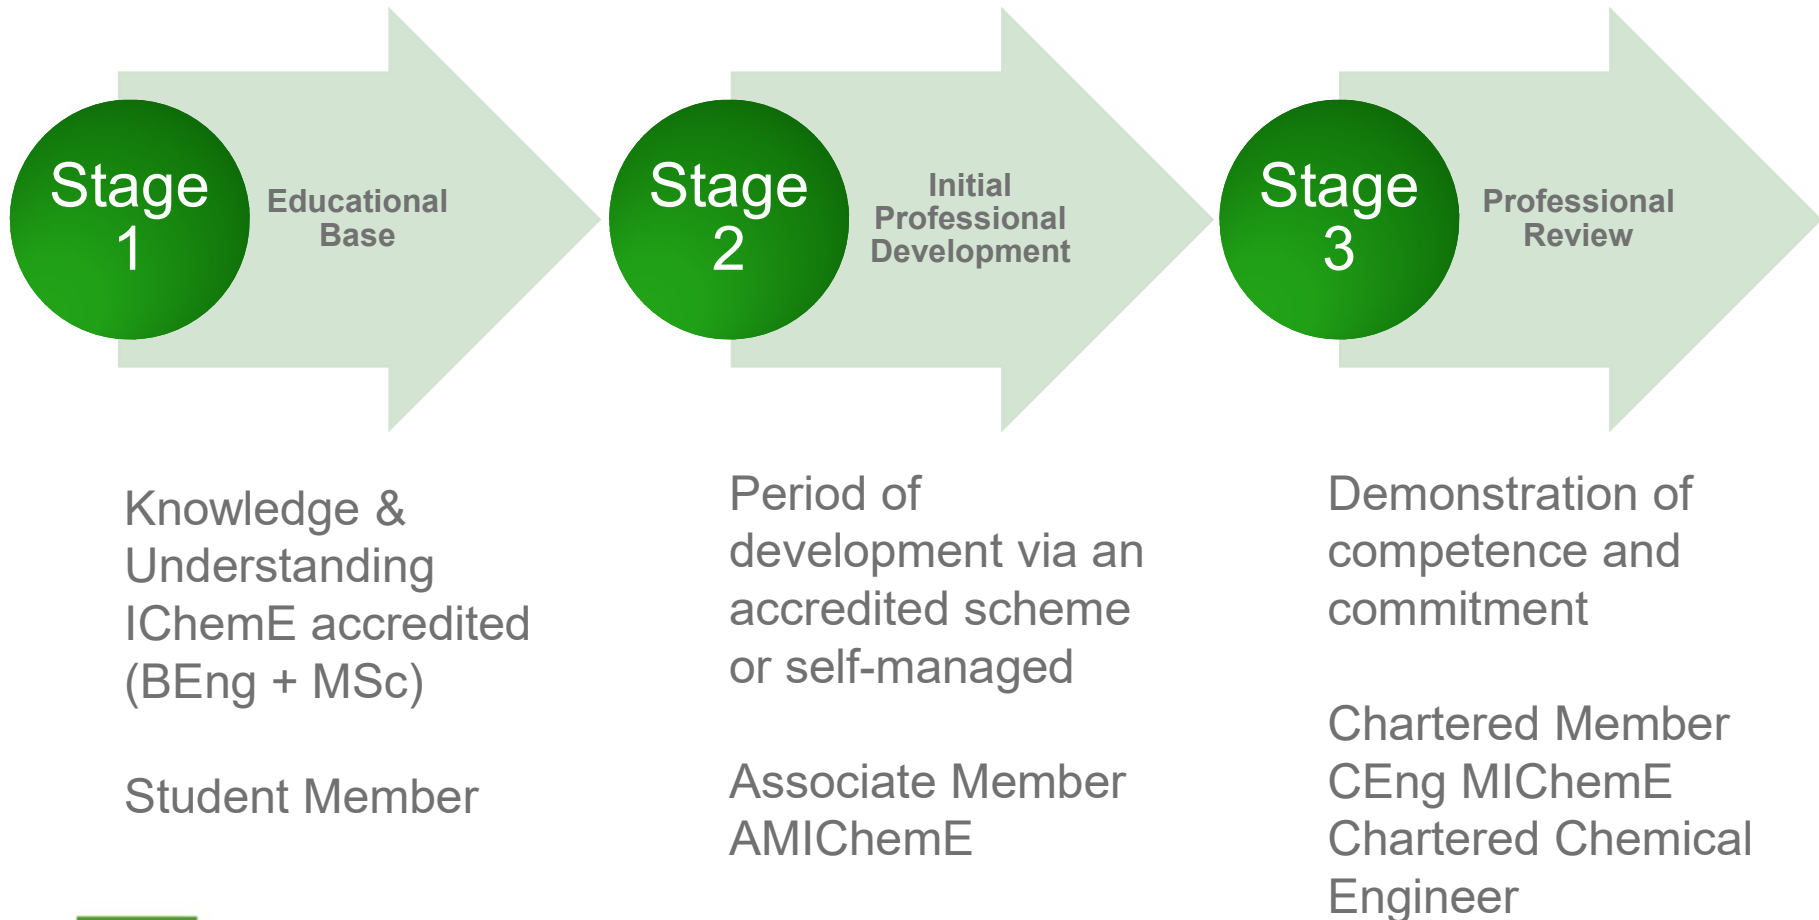 Stage
1
Educational
Base
Stage
2
Initial
Professional
Development
Stage
3
Professional
Review
Knowledge &
Understanding
IChemE accredited
(BEng + MSc)
Student Member
Period of
development via an
accredited scheme
or self-managed
Associate Member
AMIChemE
Demonstration of
competence and
commitment
Chartered Member
CEng MIChemE
Chartered Chemical
Engineer